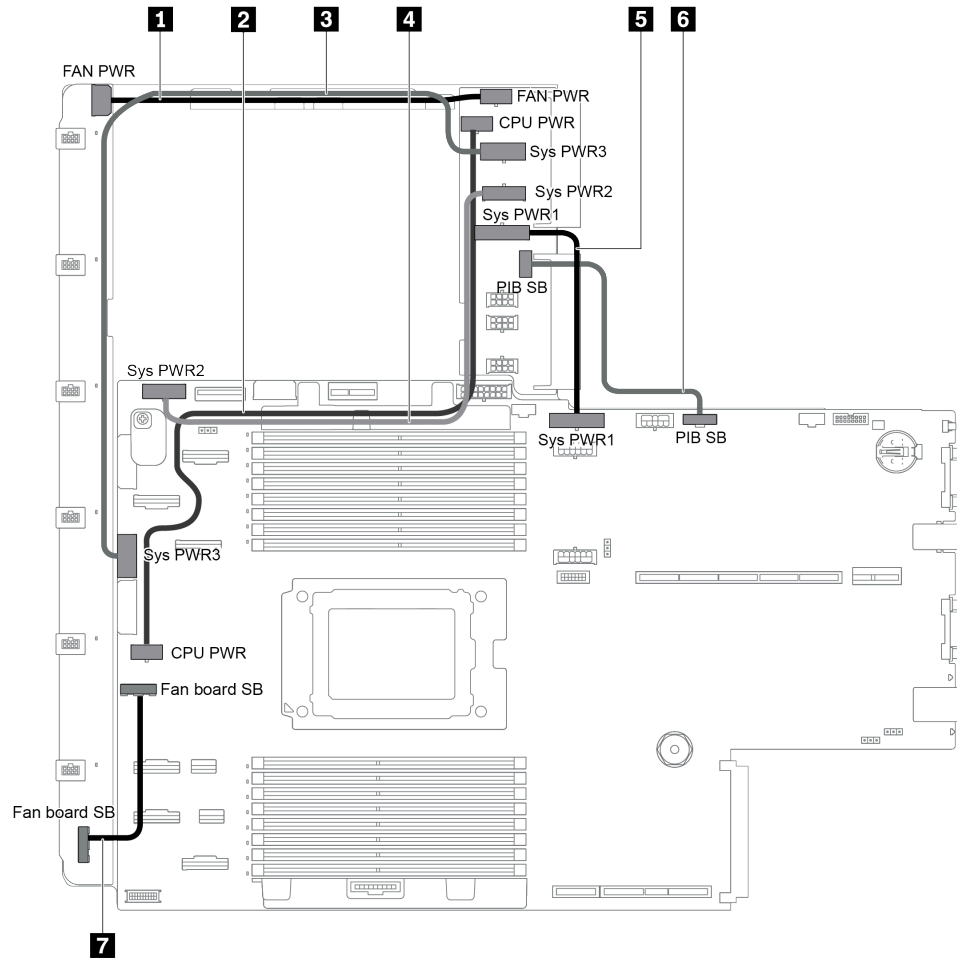 1
2
3
4
5
6
FAN PWR
FAN PWR
CPU PWR
Sys PWR3
Sys PWR2
Sys PWR1
PIB SB
Sys PWR2
Sys PWR1
PIB SB
Sys PWR3
CPU PWR
Fan board SB
Fan board SB
7